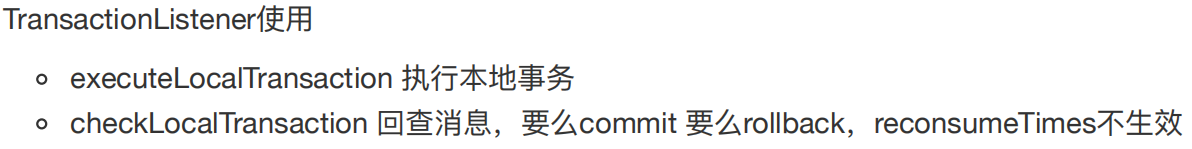 TransactionListener使用
executeLocalTransaction 执行本地事务
checkLocalTransaction 回查消息，要么commit 要么rollback，reconsumeTimes不生效